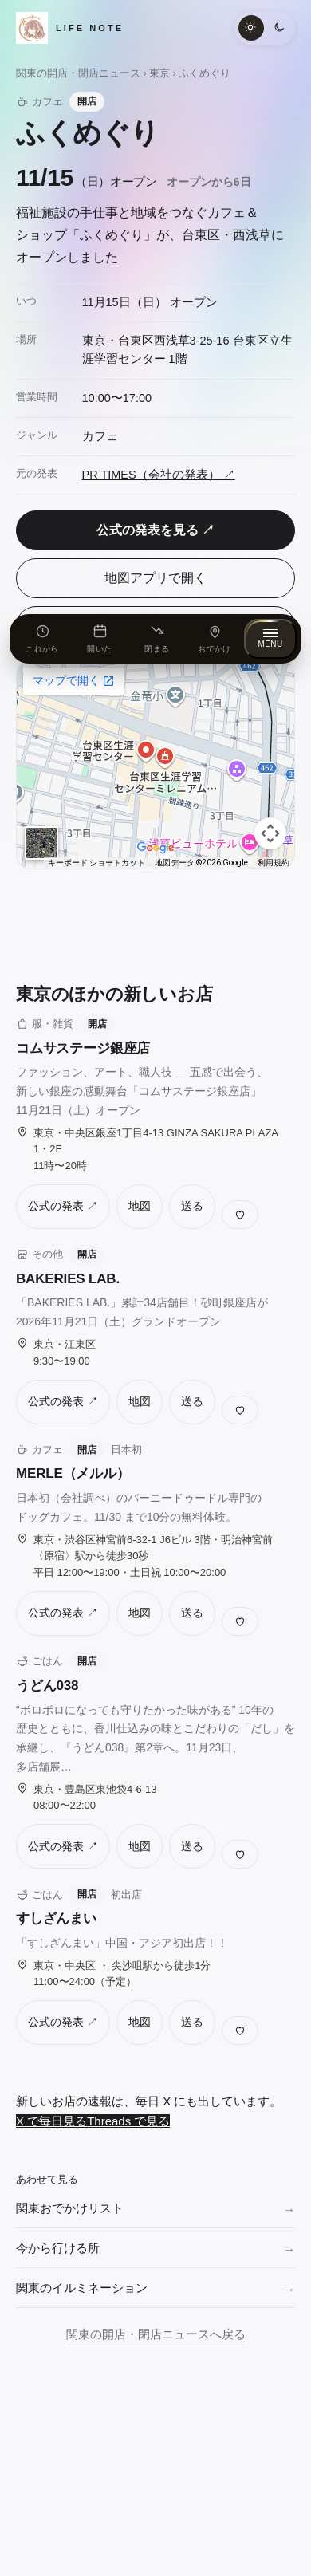 LIFE NOTE
関東の開店・閉店ニュース › 東京 › ふくめぐり
カフェ 開店
ふくめぐり
11/15（日）オープン オープンから6日
福祉施設の手仕事と地域をつなぐカフェ＆
ショップ「ふくめぐり」が、台東区・西浅草に
オープンしました
いつ 11月15日（日） オープン
場所 東京・台東区西浅草3-25-16 台東区立生
涯学習センター 1階
営業時間 10:00〜17:00
ジャンル カフェ
元の発表 PR TIMES（会社の発表） ↗
公式の発表を見る ↗
地図アプリで開く
これから 開いた 閉まる おでかけ MENU
マップで開く
金竜小
1丁目
462
台東区生涯
学習センター
台東区生涯学習
センターミレニアム…
462
3丁目
3丁目
浅草ビューホテル
Google
キーボード ショートカット 地図データ ©2026 Google 利用規約
東京のほかの新しいお店
服・雑貨 開店
コムサステージ銀座店
ファッション、アート、職人技 — 五感で出会う、
新しい銀座の感動舞台「コムサステージ銀座店」
11月21日（土）オープン
東京・中央区銀座1丁目4-13 GINZA SAKURA PLAZA
1・2F
11時〜20時
公式の発表 ↗ 地図 送る
その他 開店
BAKERIES LAB.
「BAKERIES LAB.」累計34店舗目！砂町銀座店が
2026年11月21日（土）グランドオープン
東京・江東区
9:30〜19:00
公式の発表 ↗ 地図 送る
カフェ 開店 日本初
MERLE（メルル）
日本初（会社調べ）のバーニードゥードル専門の
ドッグカフェ。11/30 まで10分の無料体験。
東京・渋谷区神宮前6-32-1 J6ビル 3階・明治神宮前
〈原宿〉駅から徒歩30秒
平日 12:00〜19:00・土日祝 10:00〜20:00
公式の発表 ↗ 地図 送る
ごはん 開店
うどん038
“ボロボロになっても守りたかった味がある” 10年の
歴史とともに、香川仕込みの味とこだわりの「だし」を
承継し、『うどん038』第2章へ。11月23日、
多店舗展…
東京・豊島区東池袋4-6-13
08:00〜22:00
公式の発表 ↗ 地図 送る
ごはん 開店 初出店
すしざんまい
「すしざんまい」中国・アジア初出店！！
東京・中央区 ・ 尖沙咀駅から徒歩1分
11:00〜24:00（予定）
公式の発表 ↗ 地図 送る
新しいお店の速報は、毎日 X にも出しています。
X で毎日見るThreads で見る
あわせて見る
関東おでかけリスト →
今から行ける所 →
関東のイルミネーション →
関東の開店・閉店ニュースへ戻る